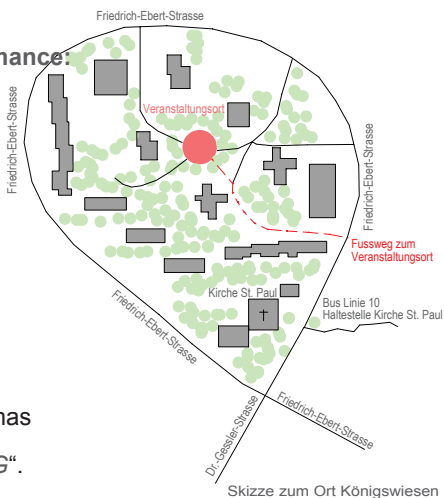 Friedrich-Ebert-Strasse
mance:
Friedrich-Ebert-Strasse
Veranstaltungsort
Friedrich-Ebert-Strasse
Fussweg zum
Veranstaltungsort
Kirche St. Paul
Bus Linie 10
Haltestelle Kirche St. Paul
Friedrich-Ebert-Strasse
Friedrich-Ebert-Strasse
Dr.-Gessler-Strasse
nas
G“.
Skizze zum Ort Königswiesen